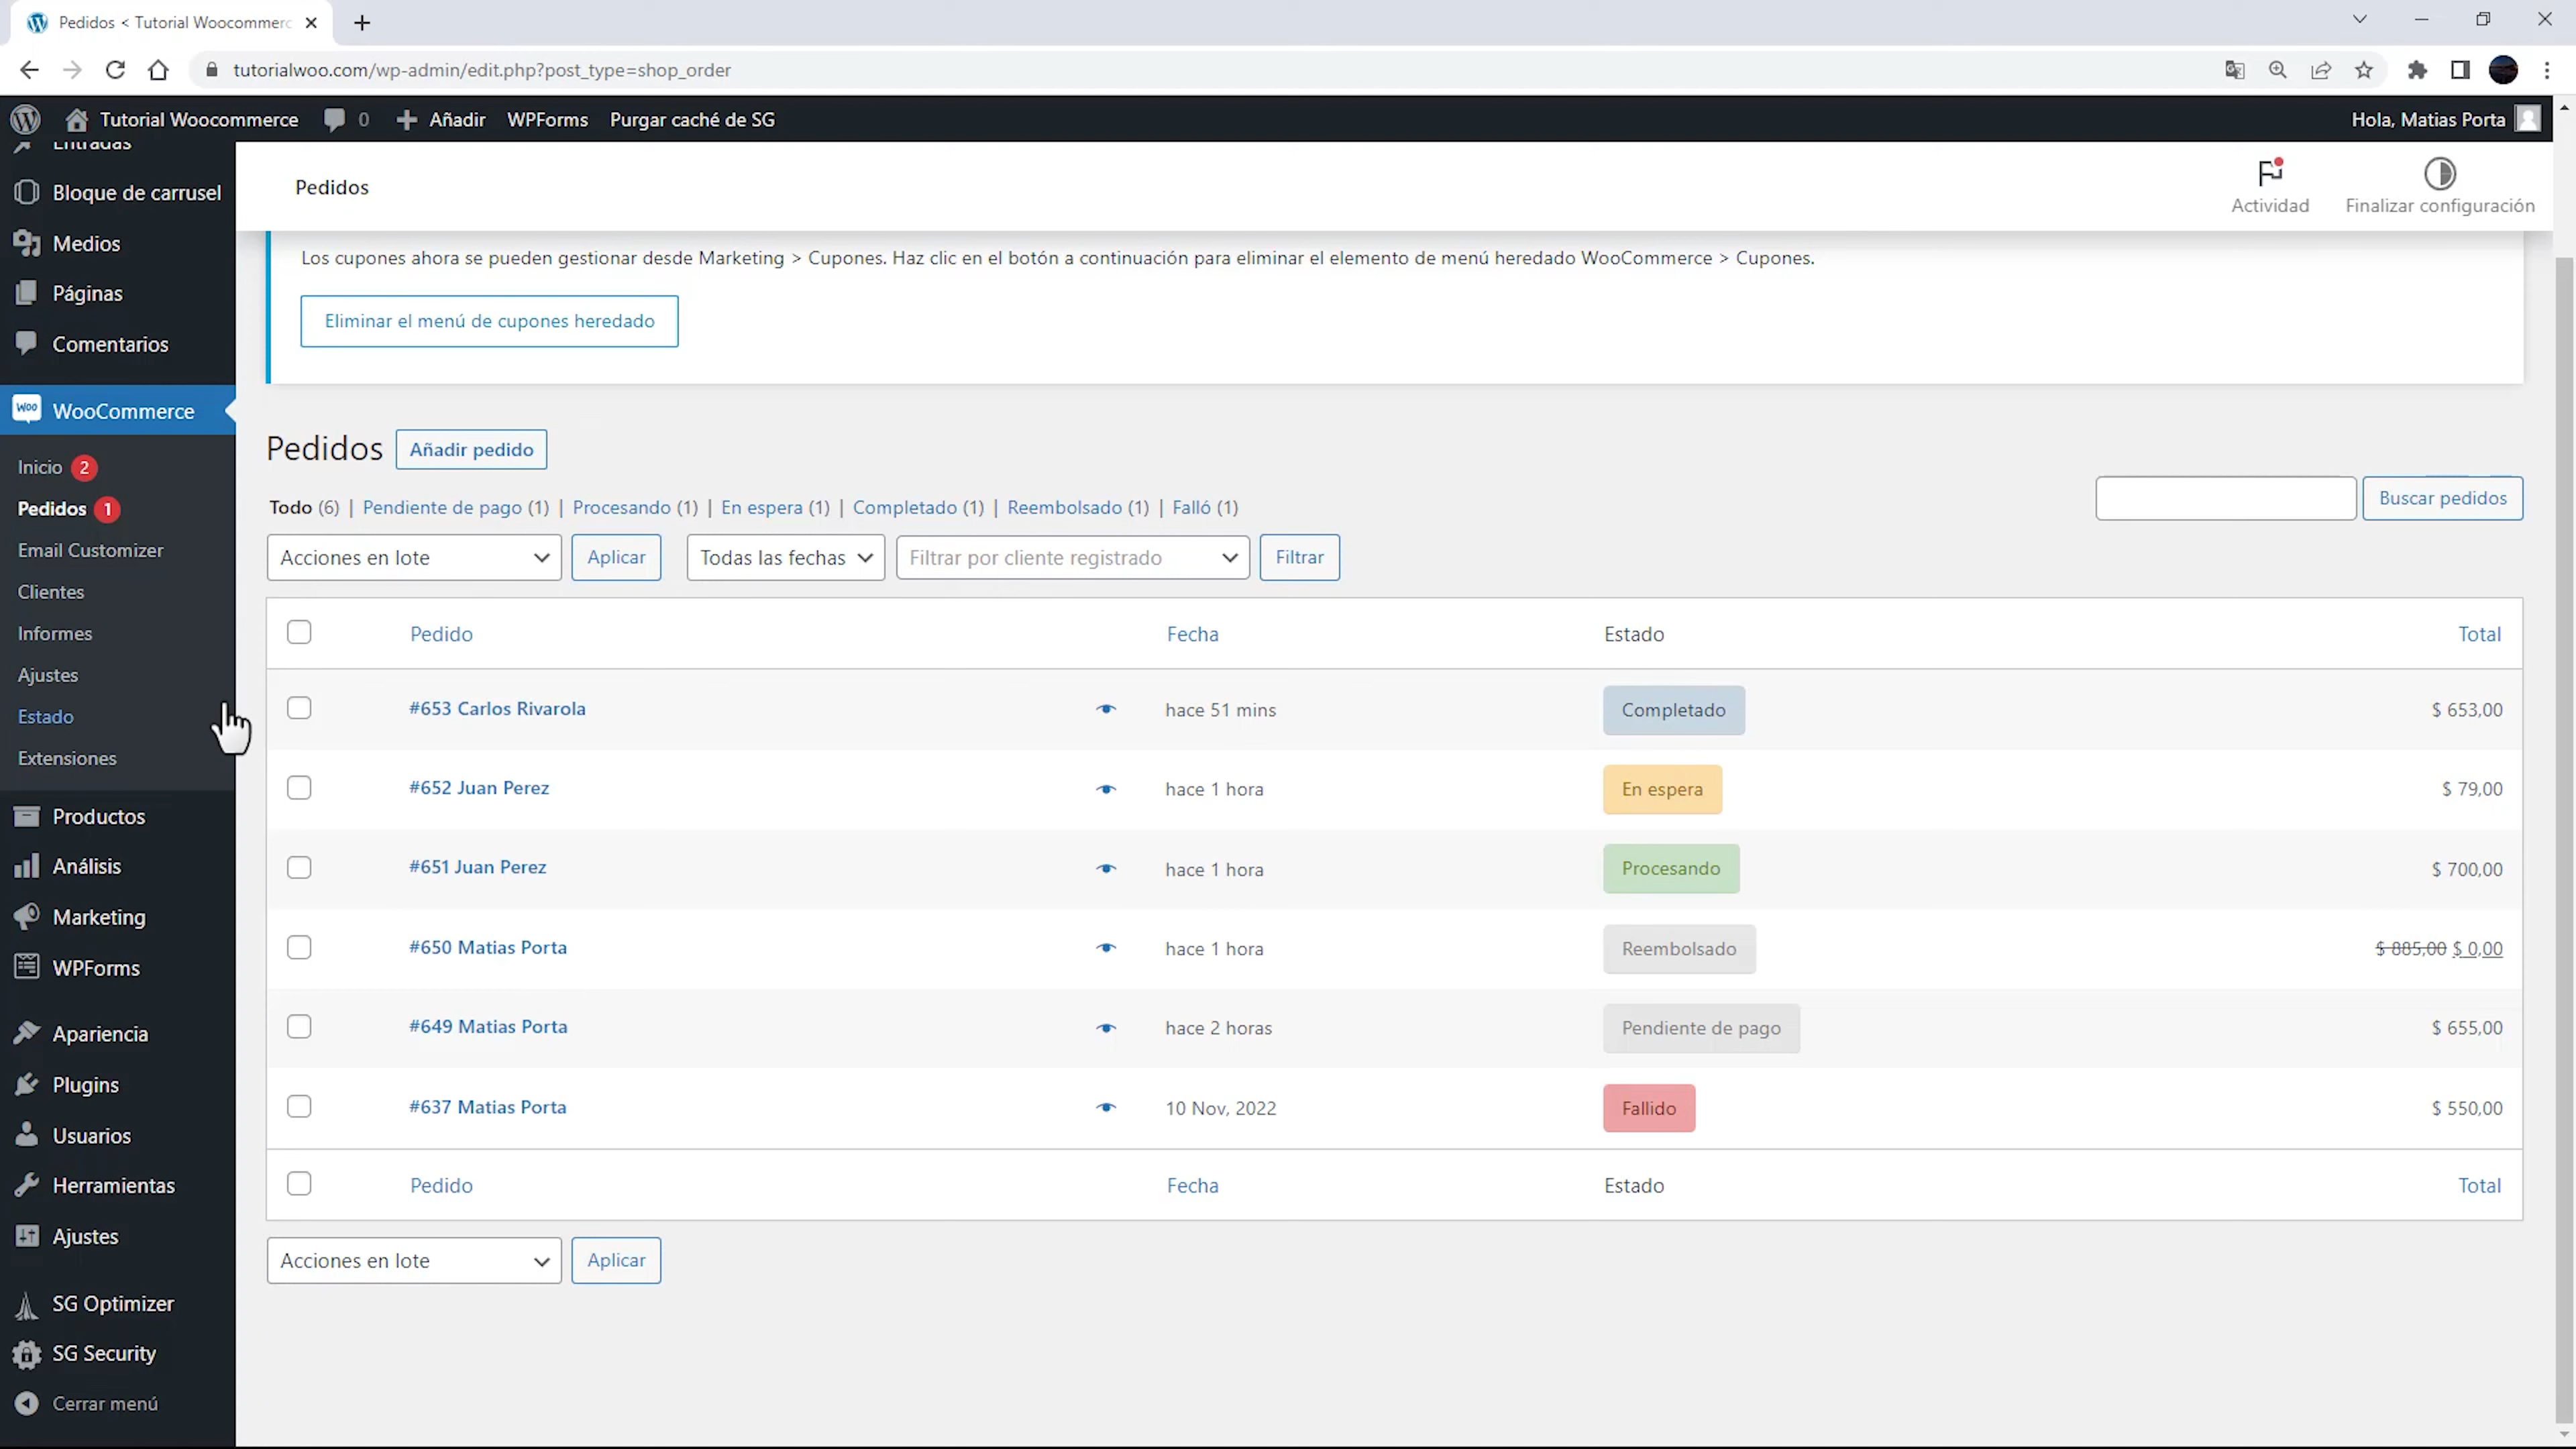 Pedidos < Tutorial Woocommerc
tutorialwoo.com/wp-admin/edit.php?post_type=shop_order
Tutorial Woocommerce 0 Añadir WPForms Purgar caché de SG Hola, Matias Porta
Entradas
Bloque de carrusel
Medios
Páginas
Comentarios
Woo WooCommerce
Inicio 2
Pedidos 1
Email Customizer
Clientes
Informes
Ajustes
Estado
Extensiones
Productos
Análisis
Marketing
WPForms
Apariencia
Plugins
Usuarios
Herramientas
Ajustes
SG Optimizer
SG Security
Cerrar menú
Pedidos
Actividad
Finalizar configuración
Los cupones ahora se pueden gestionar desde Marketing > Cupones. Haz clic en el botón a continuación para eliminar el elemento de menú heredado WooCommerce > Cupones.
Eliminar el menú de cupones heredado
Pedidos Añadir pedido
Todo (6) | Pendiente de pago (1) | Procesando (1) | En espera (1) | Completado (1) | Reembolsado (1) | Falló (1)
Buscar pedidos
Acciones en lote Aplicar Todas las fechas Filtrar por cliente registrado Filtrar
Pedido Fecha Estado Total
#653 Carlos Rivarola hace 51 mins Completado $ 653,00
#652 Juan Perez hace 1 hora En espera $ 79,00
#651 Juan Perez hace 1 hora Procesando $ 700,00
#650 Matias Porta hace 1 hora Reembolsado $ 885,00 $ 0,00
#649 Matias Porta hace 2 horas Pendiente de pago $ 655,00
#637 Matias Porta 10 Nov, 2022 Fallido $ 550,00
Pedido Fecha Estado Total
Acciones en lote Aplicar